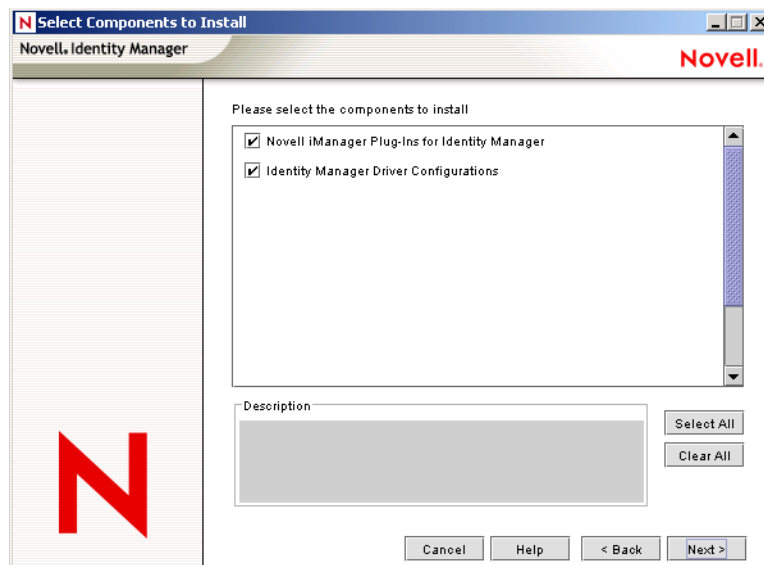 Select Components to Install
Novell® Identity Manager
Novell®
Please select the components to install
Novell iManager Plug-Ins for Identity Manager
Identity Manager Driver Configurations
Description
Select All
Clear All
Cancel
Help
< Back
Next >